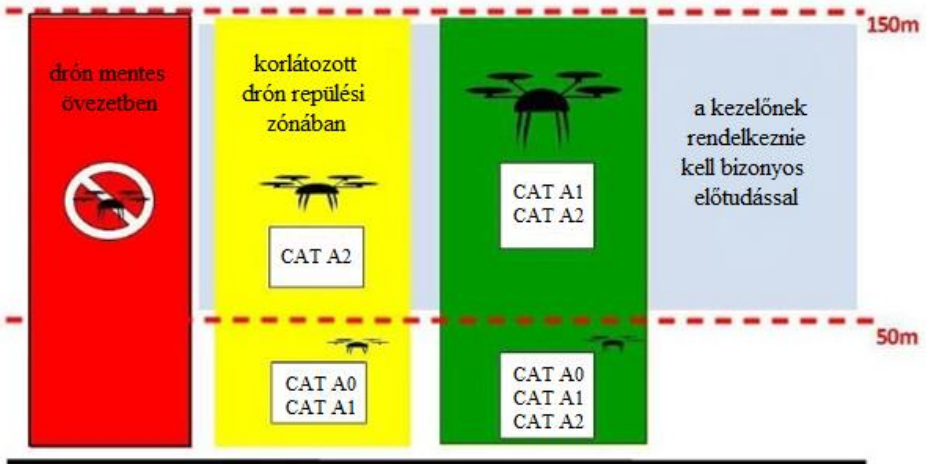 150m
drón mentes
övezetben
korlátozott
drón repülési
zónában
CAT A2
CAT A1
CAT A2
a kezelőnek
rendelkeznie
kell bizonyos
előtudással
50m
CAT A0
CAT A1
CAT A0
CAT A1
CAT A2